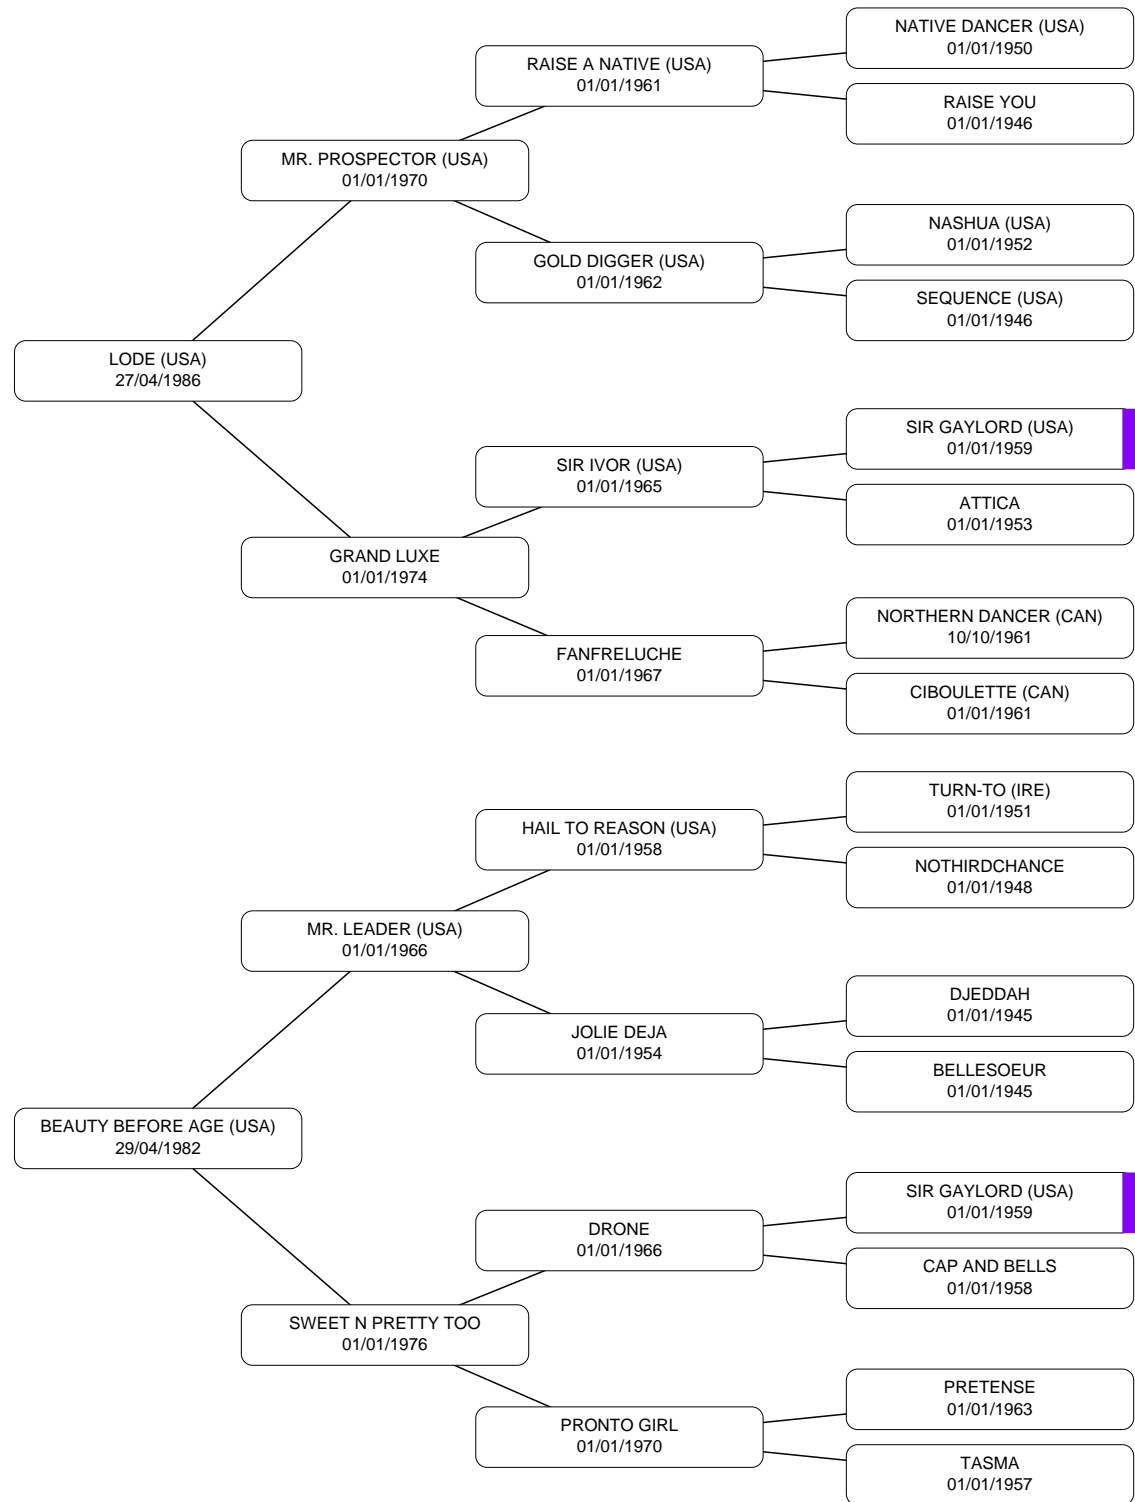 NATIVE DANCER (USA)
01/01/1950
RAISE A NATIVE (USA)
01/01/1961
RAISE YOU
01/01/1946
MR. PROSPECTOR (USA)
01/01/1970
NASHUA (USA)
01/01/1952
GOLD DIGGER (USA)
01/01/1962
SEQUENCE (USA)
01/01/1946
LODE (USA)
27/04/1986
SIR GAYLORD (USA)
01/01/1959
SIR IVOR (USA)
01/01/1965
ATTICA
01/01/1953
GRAND LUXE
01/01/1974
NORTHERN DANCER (CAN)
10/10/1961
FANFRELUCHE
01/01/1967
CIBOULETTE (CAN)
01/01/1961
TURN-TO (IRE)
01/01/1951
HAIL TO REASON (USA)
01/01/1958
NOTHIRDCHANCE
01/01/1948
MR. LEADER (USA)
01/01/1966
DJEDDAH
01/01/1945
JOLIE DEJA
01/01/1954
BELLESOEUR
01/01/1945
BEAUTY BEFORE AGE (USA)
29/04/1982
SIR GAYLORD (USA)
01/01/1959
DRONE
01/01/1966
CAP AND BELLS
01/01/1958
SWEET N PRETTY TOO
01/01/1976
PRETENSE
01/01/1963
PRONTO GIRL
01/01/1970
TASMA
01/01/1957